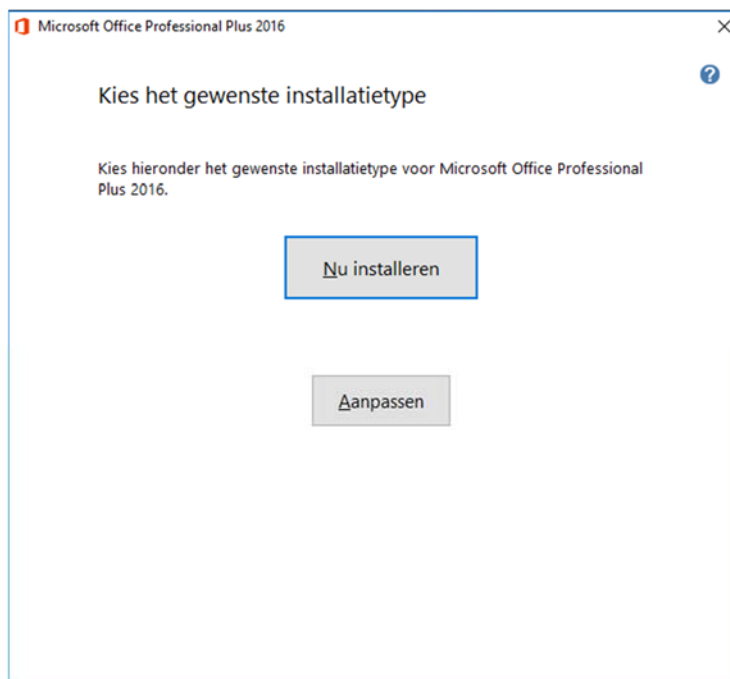 Microsoft Office Professional Plus 2016
Kies het gewenste installatietype
Kies hieronder het gewenste installatietype voor Microsoft Office Professional
Plus 2016.
Nu installeren
Aanpassen